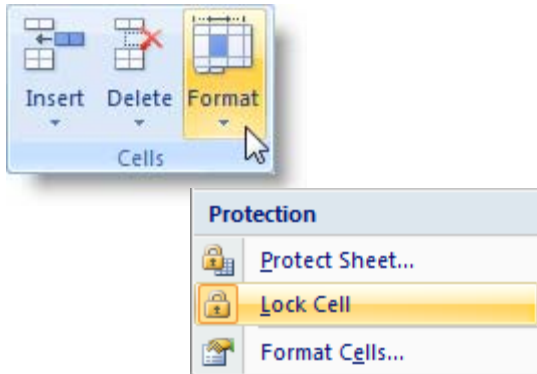 Insert Delete Format
Cells
Protection
Protect Sheet...
Lock Cell
Format Cells...